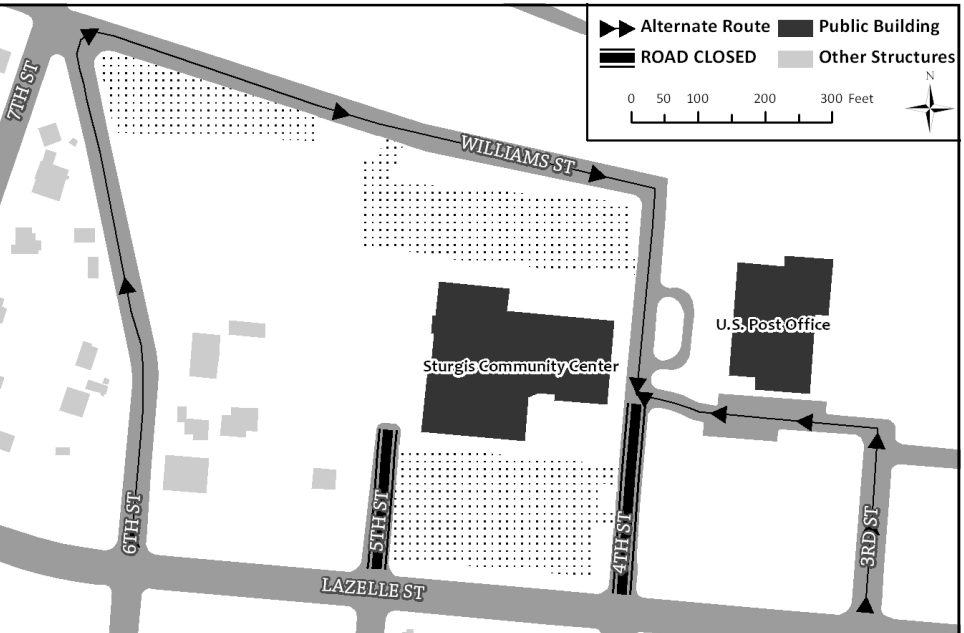 Alternate Route
Public Building
ROAD CLOSED
Other Structures
N
0 50 100 200 300 Feet
7TH ST
WILLIAMS ST
U.S. Post Office
Sturgis Community Center
6TH ST
5TH ST
4TH ST
3RD ST
LAZELLE ST